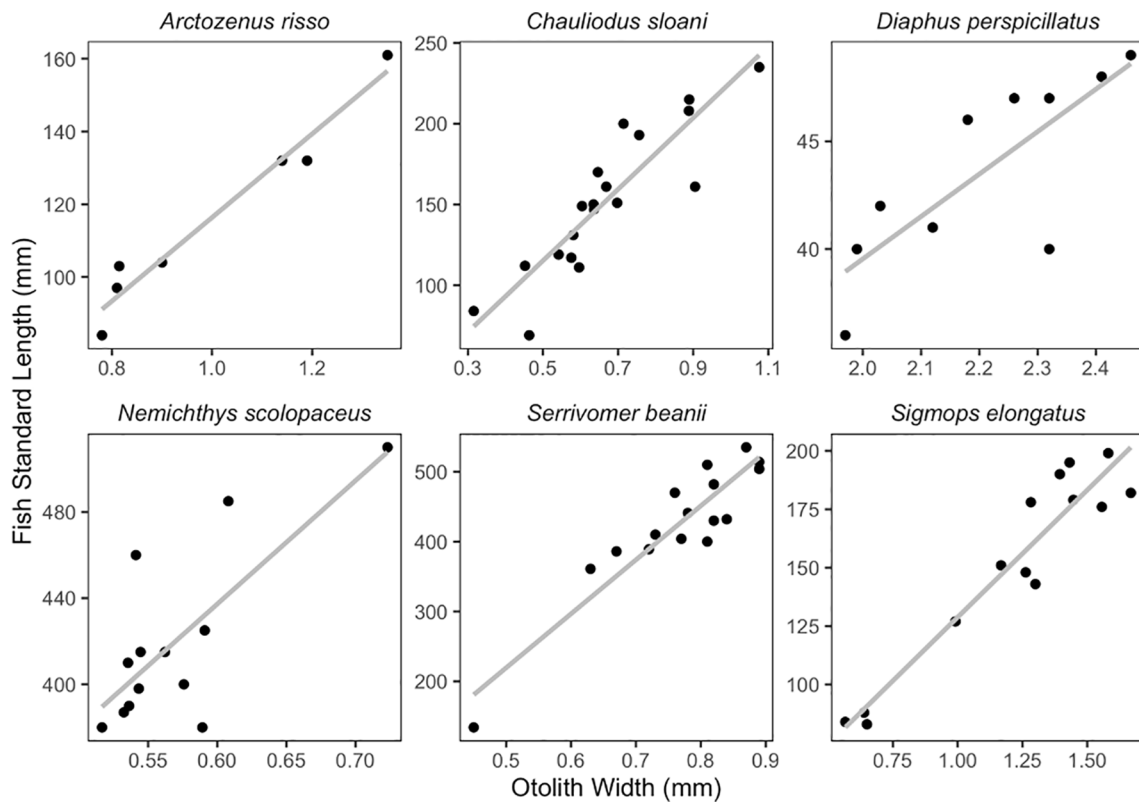 Arctozenus risso
Chauliodus sloani
Diaphus perspicillatus
160
140
120
100
0.8 1.0 1.2
250
200
150
100
0.3 0.5 0.7 0.9 1.1
45
40
2.0 2.1 2.2 2.3 2.4
Fish Standard Length (mm)
Nemichthys scolopaceus
Serrivomer beanii
Sigmops elongatus
480
440
400
0.55 0.60 0.65 0.70
500
400
300
200
0.5 0.6 0.7 0.8 0.9
200
175
150
125
100
0.75 1.00 1.25 1.50
Otolith Width (mm)